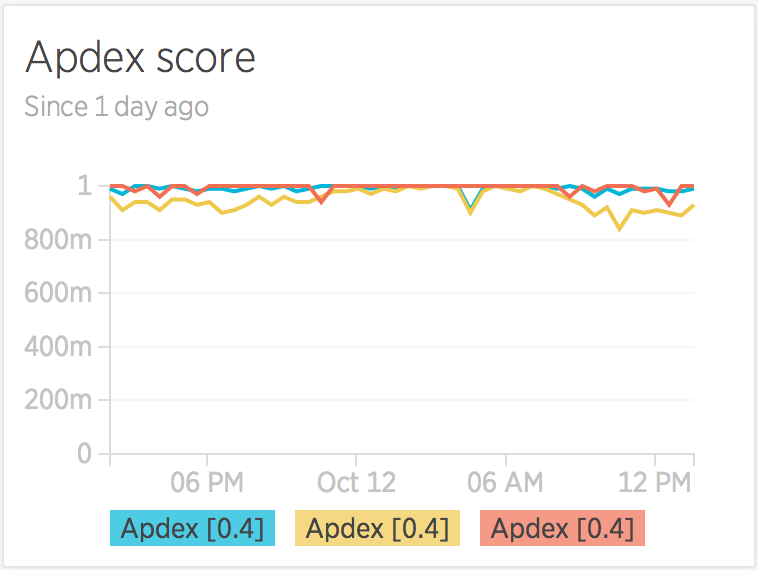 Apdex score
Since 1 day ago
1
800m
600m
400m
200m
0
06 PM Oct 12 06 AM 12 PM
Apdex [0.4] Apdex [0.4] Apdex [0.4]